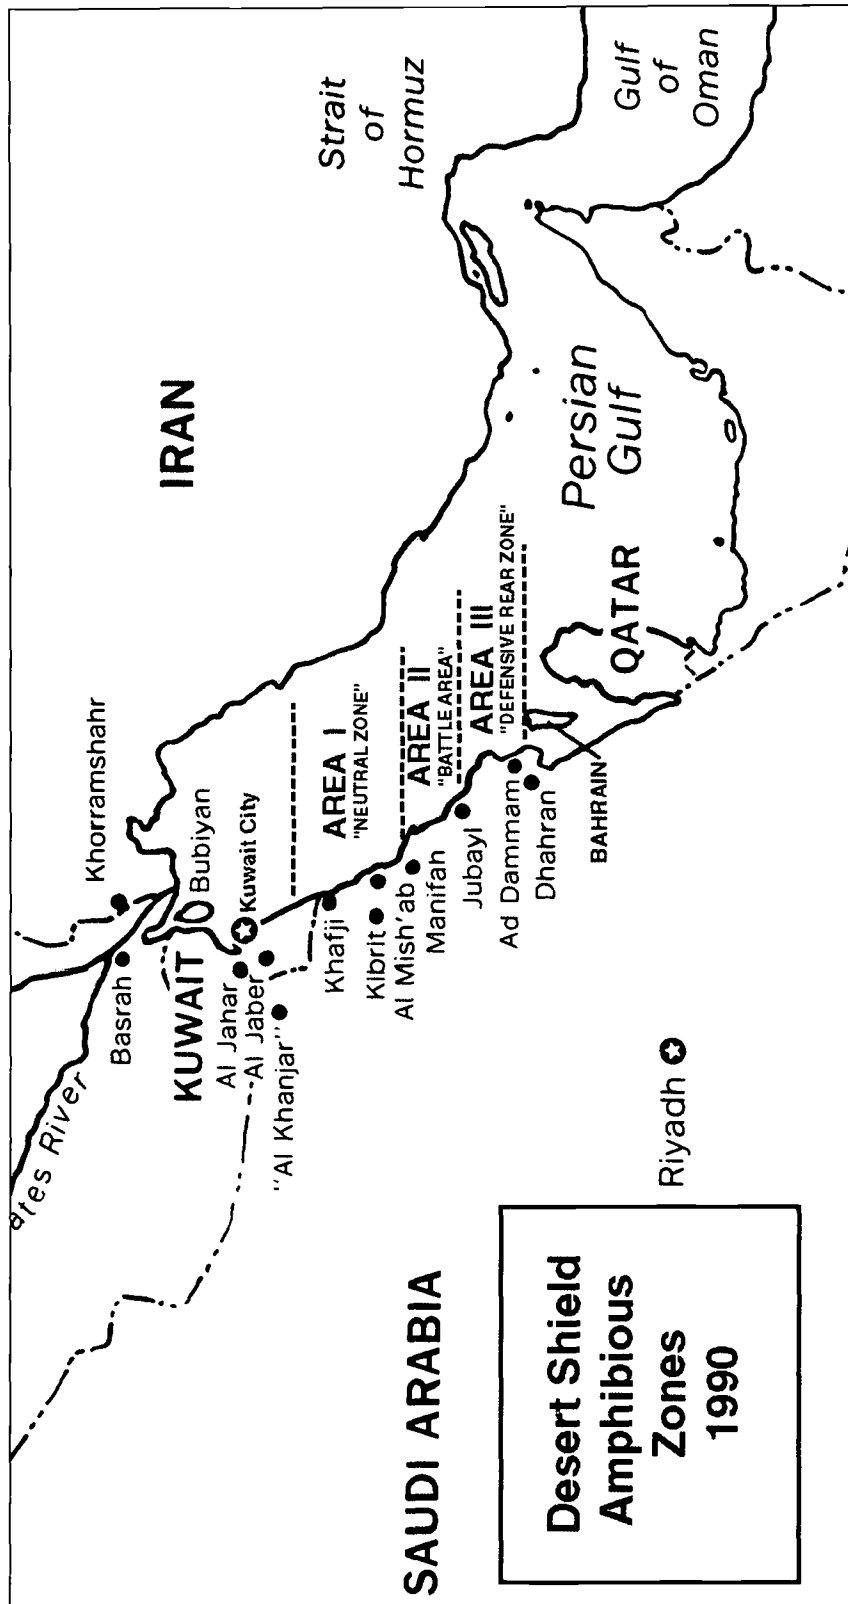 ates River
Khorramshahr
Basrah
Bubiyan
KUWAIT
Kuwait City
Al Jahar
Al Jaber
"Al Khanjar"
IRAN
Strait
of
Hormuz
Gulf
of
Oman
AREA I
"NEUTRAL ZONE"
Khafji
Kibrit
Al Mish'ab
Manifah
AREA II
"BATTLE AREA"
Jubayl
AREA III
"DEFENSIVE REAR ZONE"
Ad Dammam
Dhahran
BAHRAIN
QATAR
Persian
Gulf
SAUDI ARABIA
Riyadh
Desert Shield
Amphibious
Zones
1990